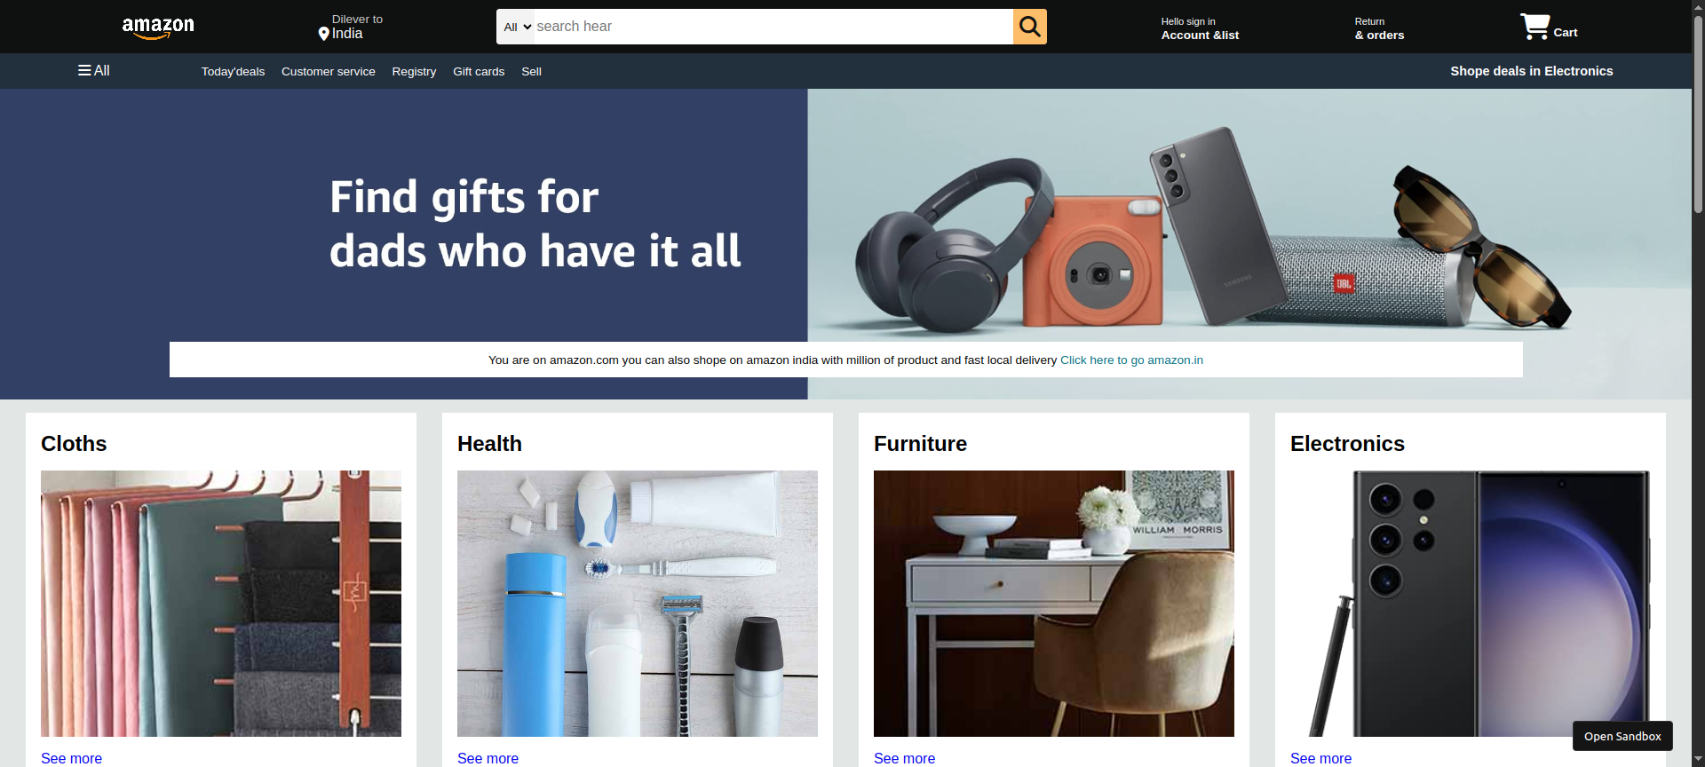 amazon
Dilever to
India
All
search hear
Hello sign in
Account &list
Return
& orders
Cart
All
Today'deals
Customer service
Registry
Gift cards
Sell
Shope deals in Electronics
Find gifts for
dads who have it all
SAMSUNG
JBL
You are on amazon.com you can also shope on amazon india with million of product and fast local delivery Click here to go amazon.in
Cloths
Health
Furniture
Electronics
WILLIAM MORRIS
See more
See more
See more
See more
Open Sandbox